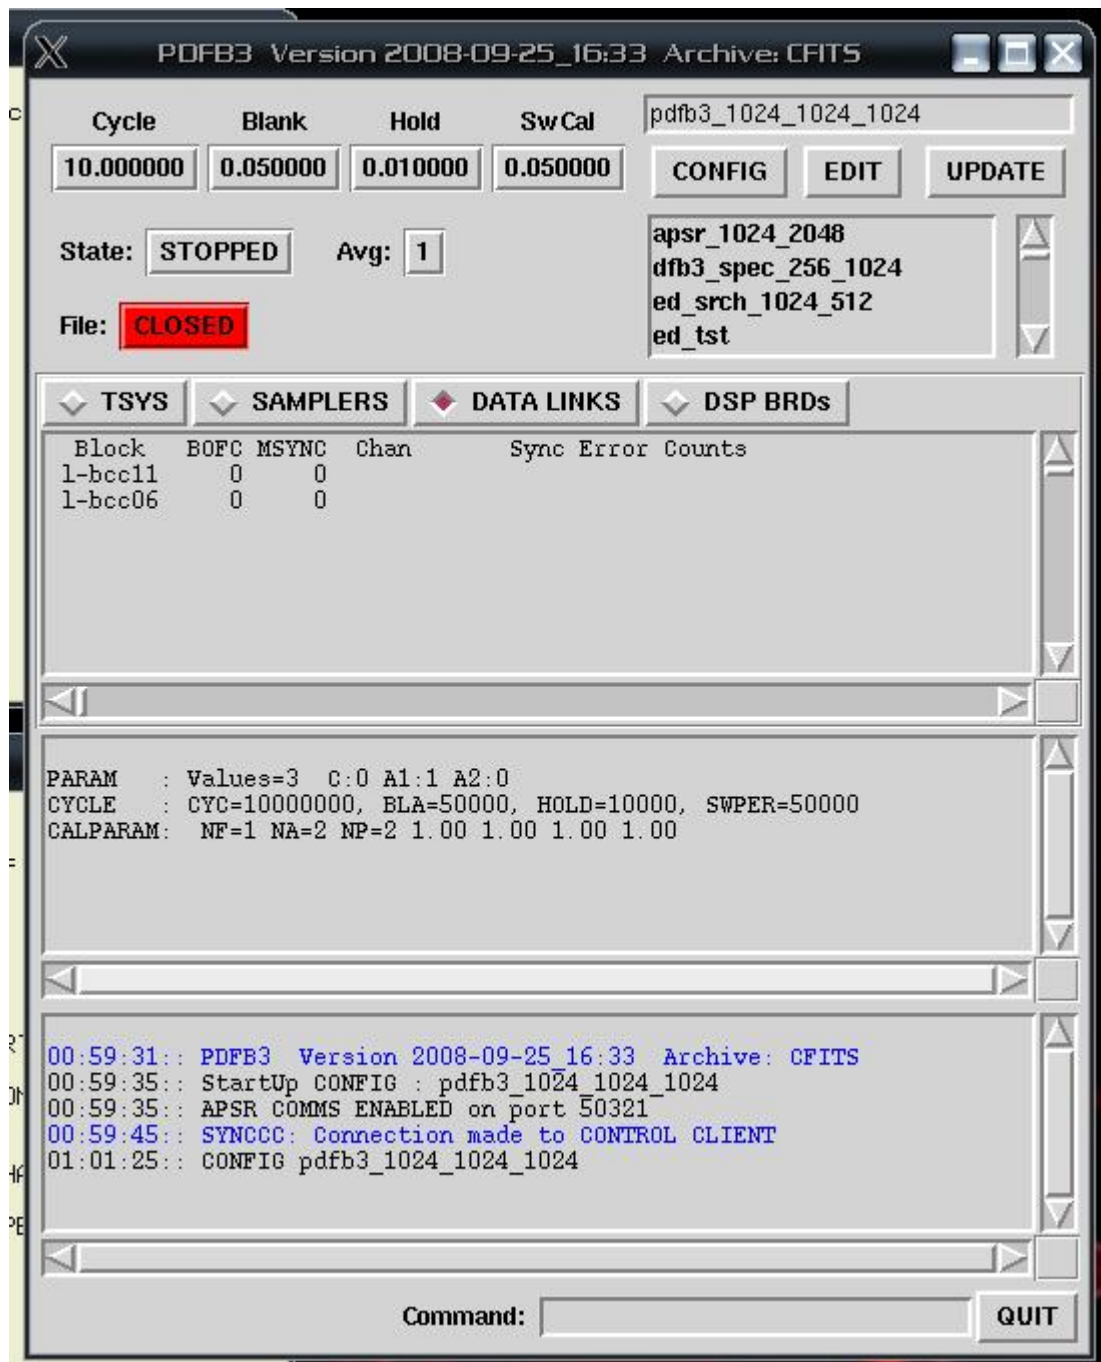 PDFB3 Version 2008-09-25_16:33 Archive: CFITS
Cycle Blank Hold SwCal pdfb3_1024_1024_1024
10.000000 0.050000 0.010000 0.050000 CONFIG EDIT UPDATE
State: STOPPED Avg: 1
File: CLOSED
apsr_1024_2048
dfb3_spec_256_1024
ed_srch_1024_512
ed_tst
TSYS SAMPLERS DATA LINKS DSP BRDs
Block BOFC MSYNC Chan Sync Error Counts
l-bcc11 0 0
l-bcc06 0 0
PARAM : Values=3 C:0 A1:1 A2:0
CYCLE : CYC=10000000, BLA=50000, HOLD=10000, SWPER=50000
CALPARAM: NF=1 NA=2 NP=2 1.00 1.00 1.00 1.00
00:59:31:: PDFB3 Version 2008-09-25_16:33 Archive: CFITS
00:59:35:: StartUp CONFIG : pdfb3_1024_1024_1024
00:59:35:: APSR COMMS ENABLED on port 50321
00:59:45:: SYNCCC: Connection made to CONTROL CLIENT
01:01:25:: CONFIG pdfb3_1024_1024_1024
Command: QUIT